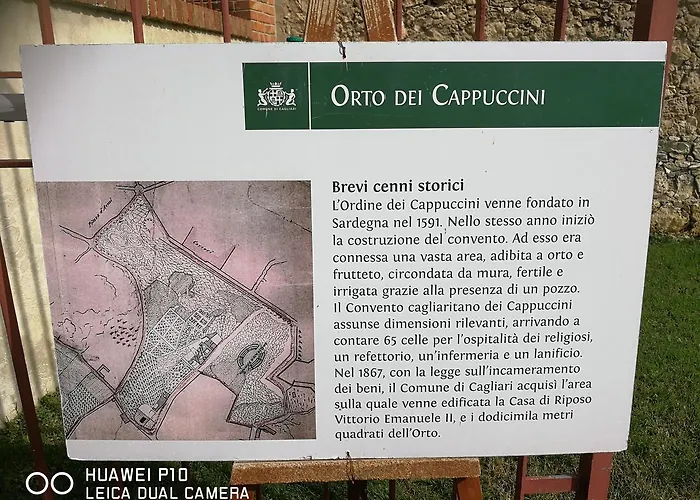 COMUNE DI CAGLIARI
ORTO DEI CAPPUCCINI
Brevi cenni storici
L'Ordine dei Cappuccini venne fondato in
Sardegna nel 1591. Nello stesso anno iniziò
la costruzione del convento. Ad esso era
connessa una vasta area, adibita a orto e
frutteto, circondata da mura, fertile e
irrigata grazie alla presenza di un pozzo.
Il Convento cagliaritano dei Cappuccini
assunse dimensioni rilevanti, arrivando a
contare 65 celle per l'ospitalità dei religiosi,
un refettorio, un'infermeria e un lanificio.
Nel 1867, con la legge sull'incameramento
dei beni, il Comune di Cagliari acquisì l'area
sulla quale venne edificata la Casa di Riposo
Vittorio Emanuele II, e i dodicimila metri
quadrati dell'Orto.
HUAWEI P10
LEICA DUAL CAMERA